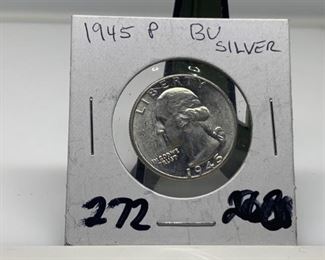 1945 P BU
SILVER
LIBERTY
IN GOD WE
TRUST
1945
272